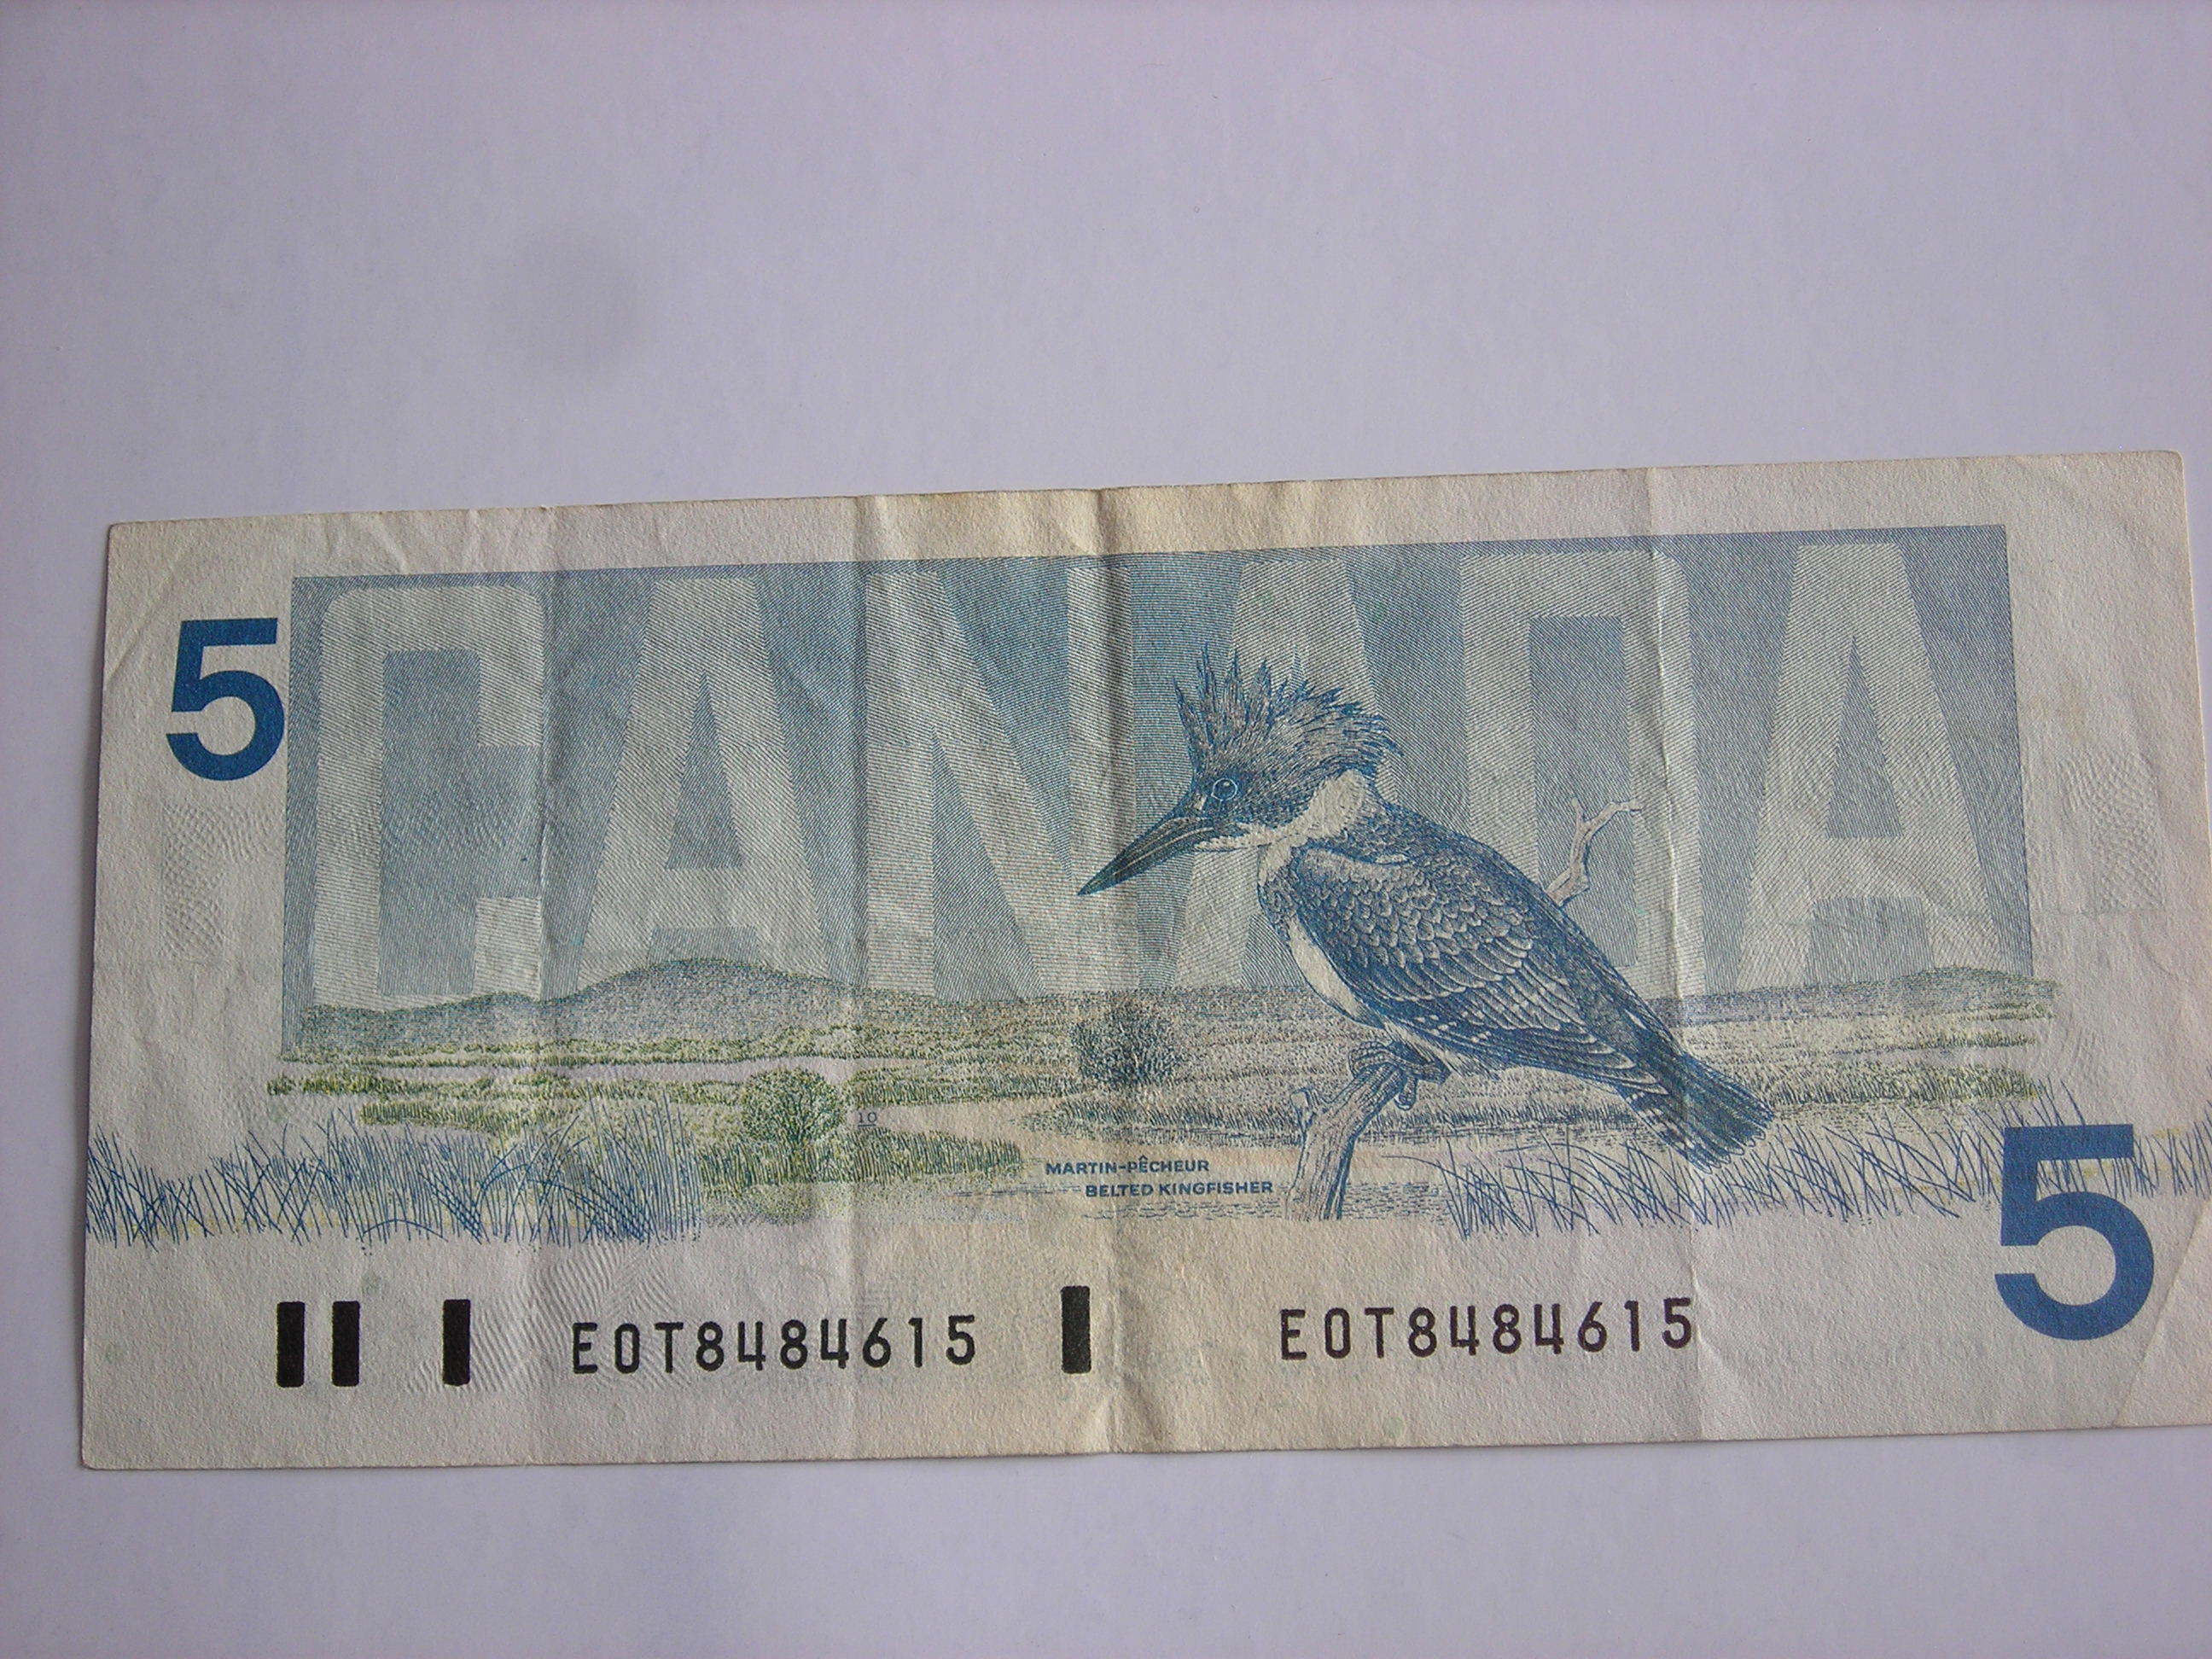 CANADA
5
10
MARTIN-PÊCHEUR
BELTED KINGFISHER
5
EOT8484615 EOT8484615